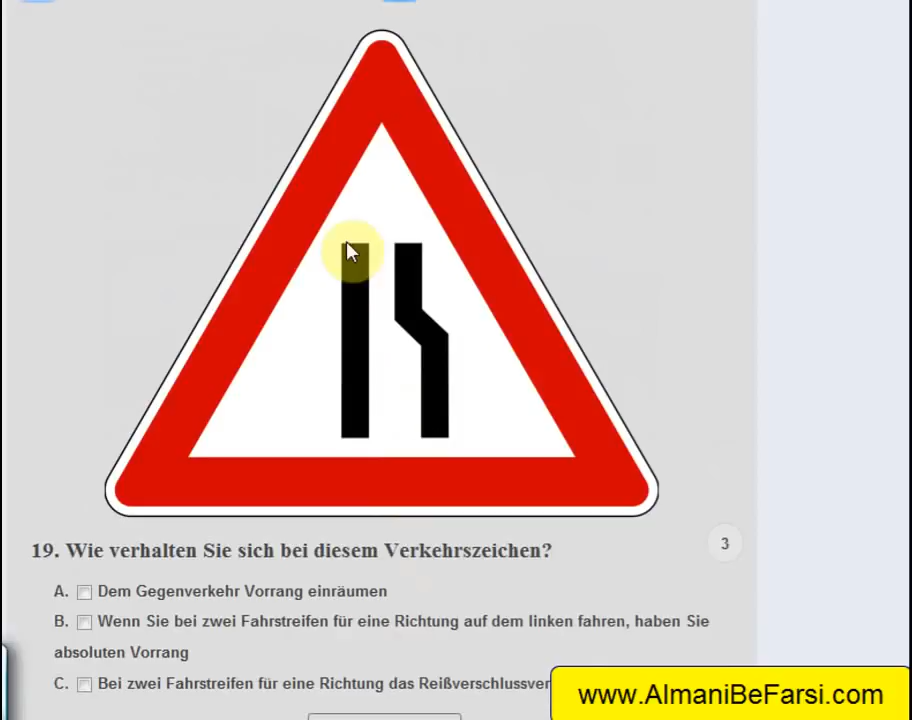 19. Wie verhalten Sie sich bei diesem Verkehrszeichen?
3
A. Dem Gegenverkehr Vorrang einräumen
B. Wenn Sie bei zwei Fahrstreifen für eine Richtung auf dem linken fahren, haben Sie
absoluten Vorrang
C. Bei zwei Fahrstreifen für eine Richtung das
www.AlmaniBeFarsi.com